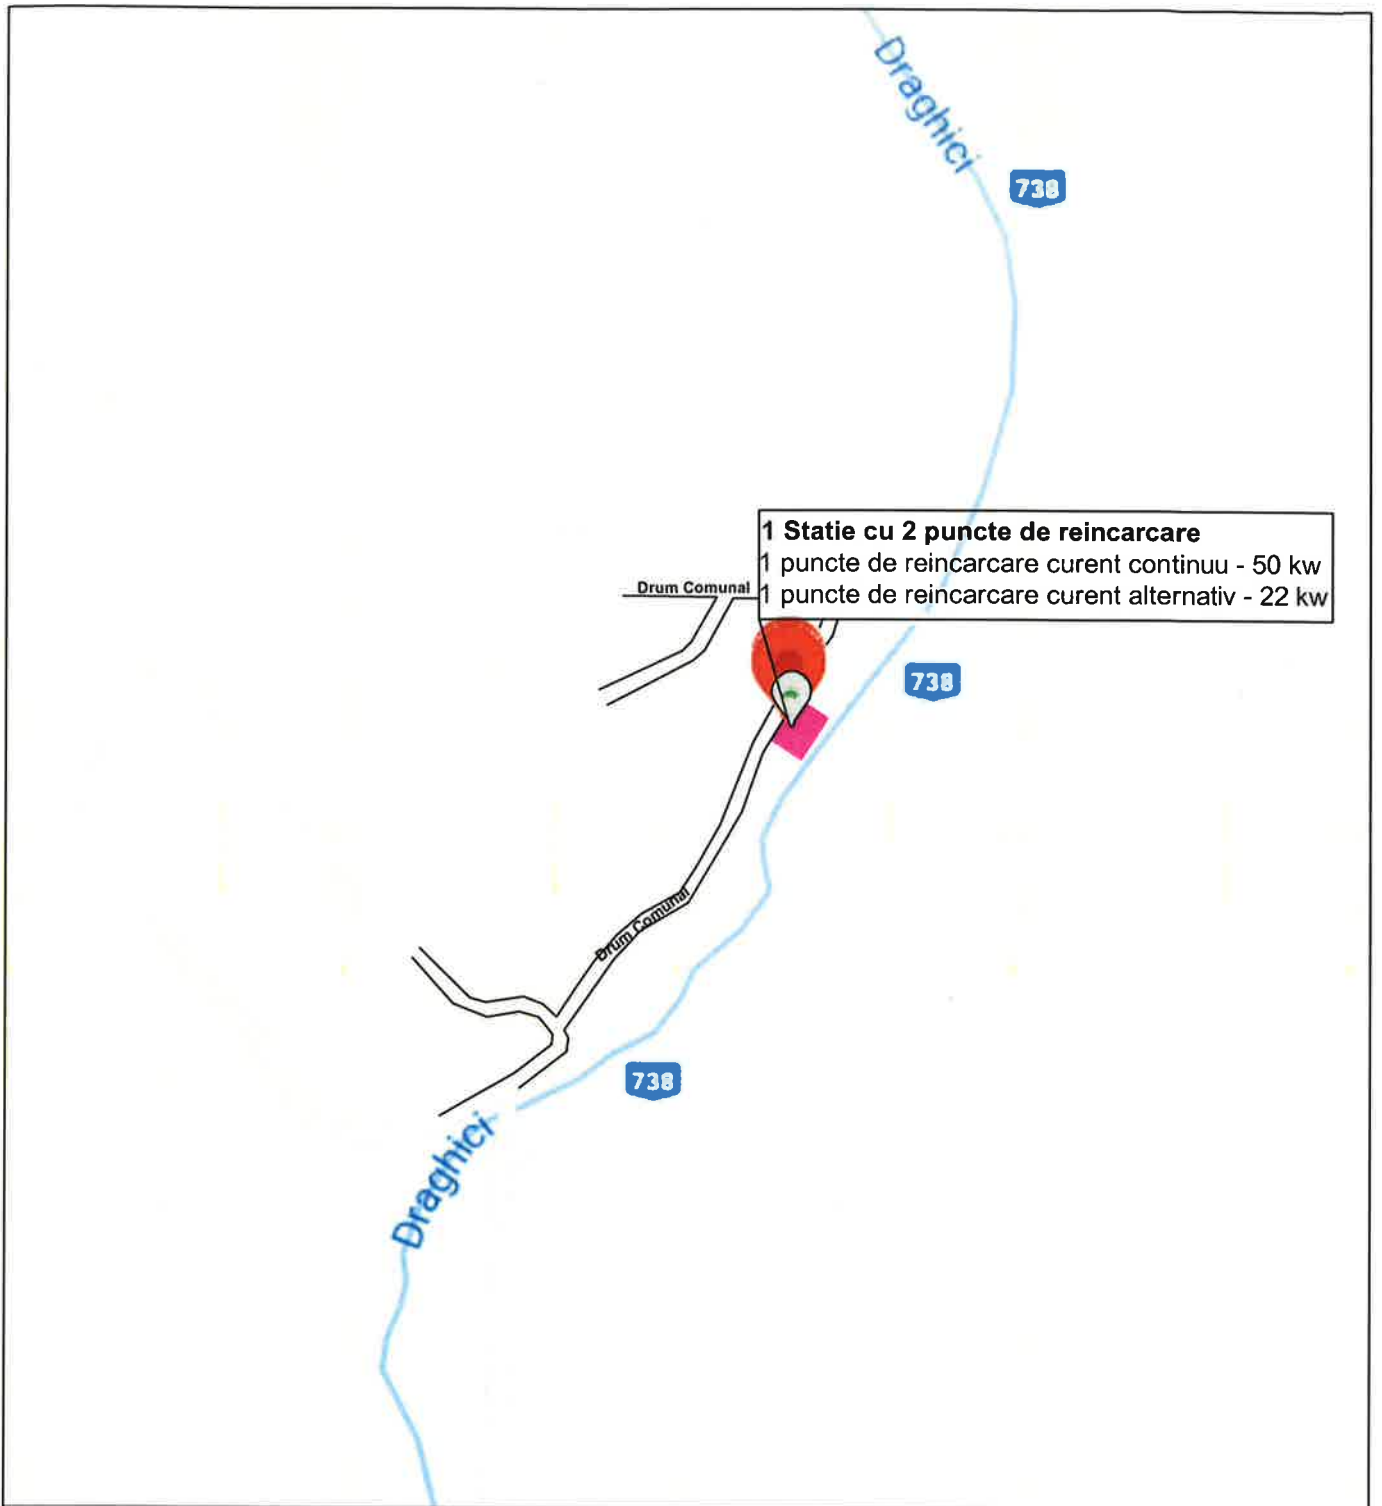 Draghici
738
1 Statie cu 2 puncte de reincarcare
1 puncte de reincarcare curent continuu - 50 kw
Drum Comunal
1 puncte de reincarcare curent alternativ - 22 kw
738
Drum Comunal
738
Draghici